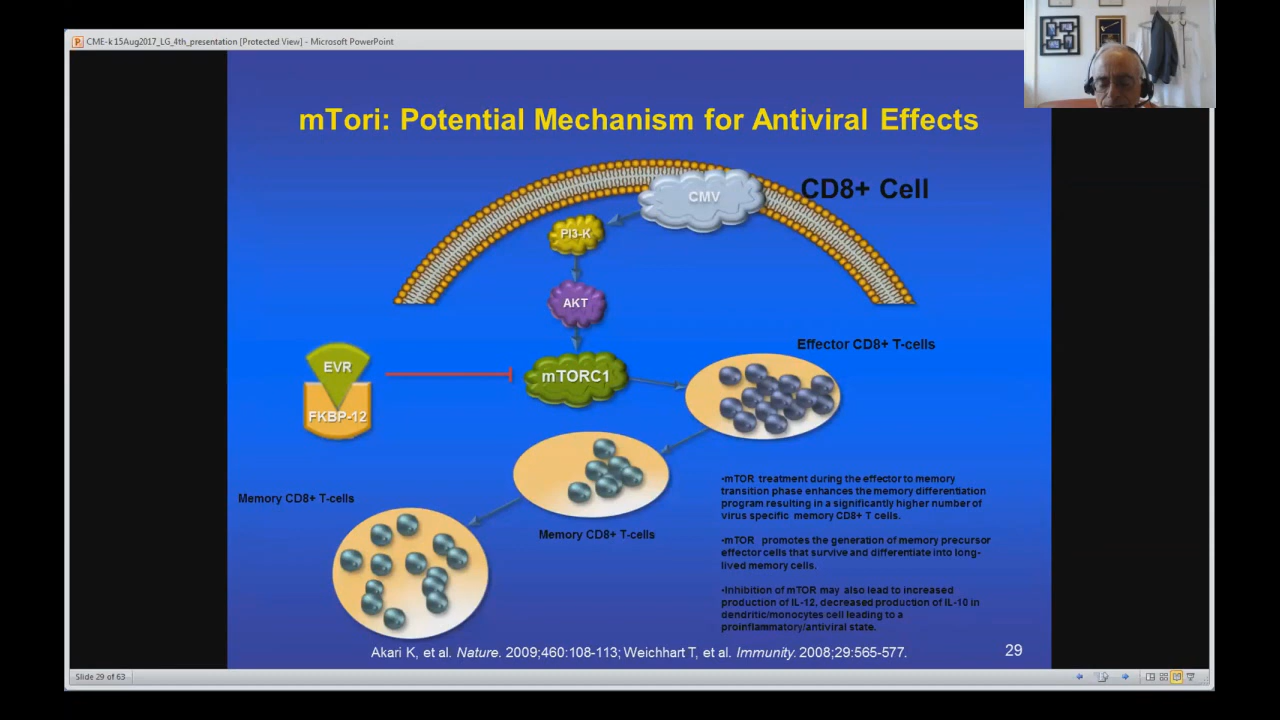 CME-k 15Aug2017_LG_4th_presentation [Protected View] - Microsoft PowerPoint
mTori: Potential Mechanism for Antiviral Effects
CD8+ Cell
CMV
PI3-K
AKT
Effector CD8+ T-cells
EVR
mTORC1
FKBP-12
Memory CD8+ T-cells
Memory CD8+ T-cells
•mTOR treatment during the effector to memory
transition phase enhances the memory differentiation
program resulting in a significantly higher number of
virus specific memory CD8+ T cells.
•mTOR promotes the generation of memory precursor
effector cells that survive and differentiate into long-
lived memory cells.
•Inhibition of mTOR may also lead to increased
production of IL-12, decreased production of IL-10 in
dendritic/monocytes cell leading to a
proinflammatory/antiviral state.
Akari K, et al. Nature. 2009;460:108-113; Weichhart T, et al. Immunity. 2008;29:565-577.
29
Slide 29 of 63